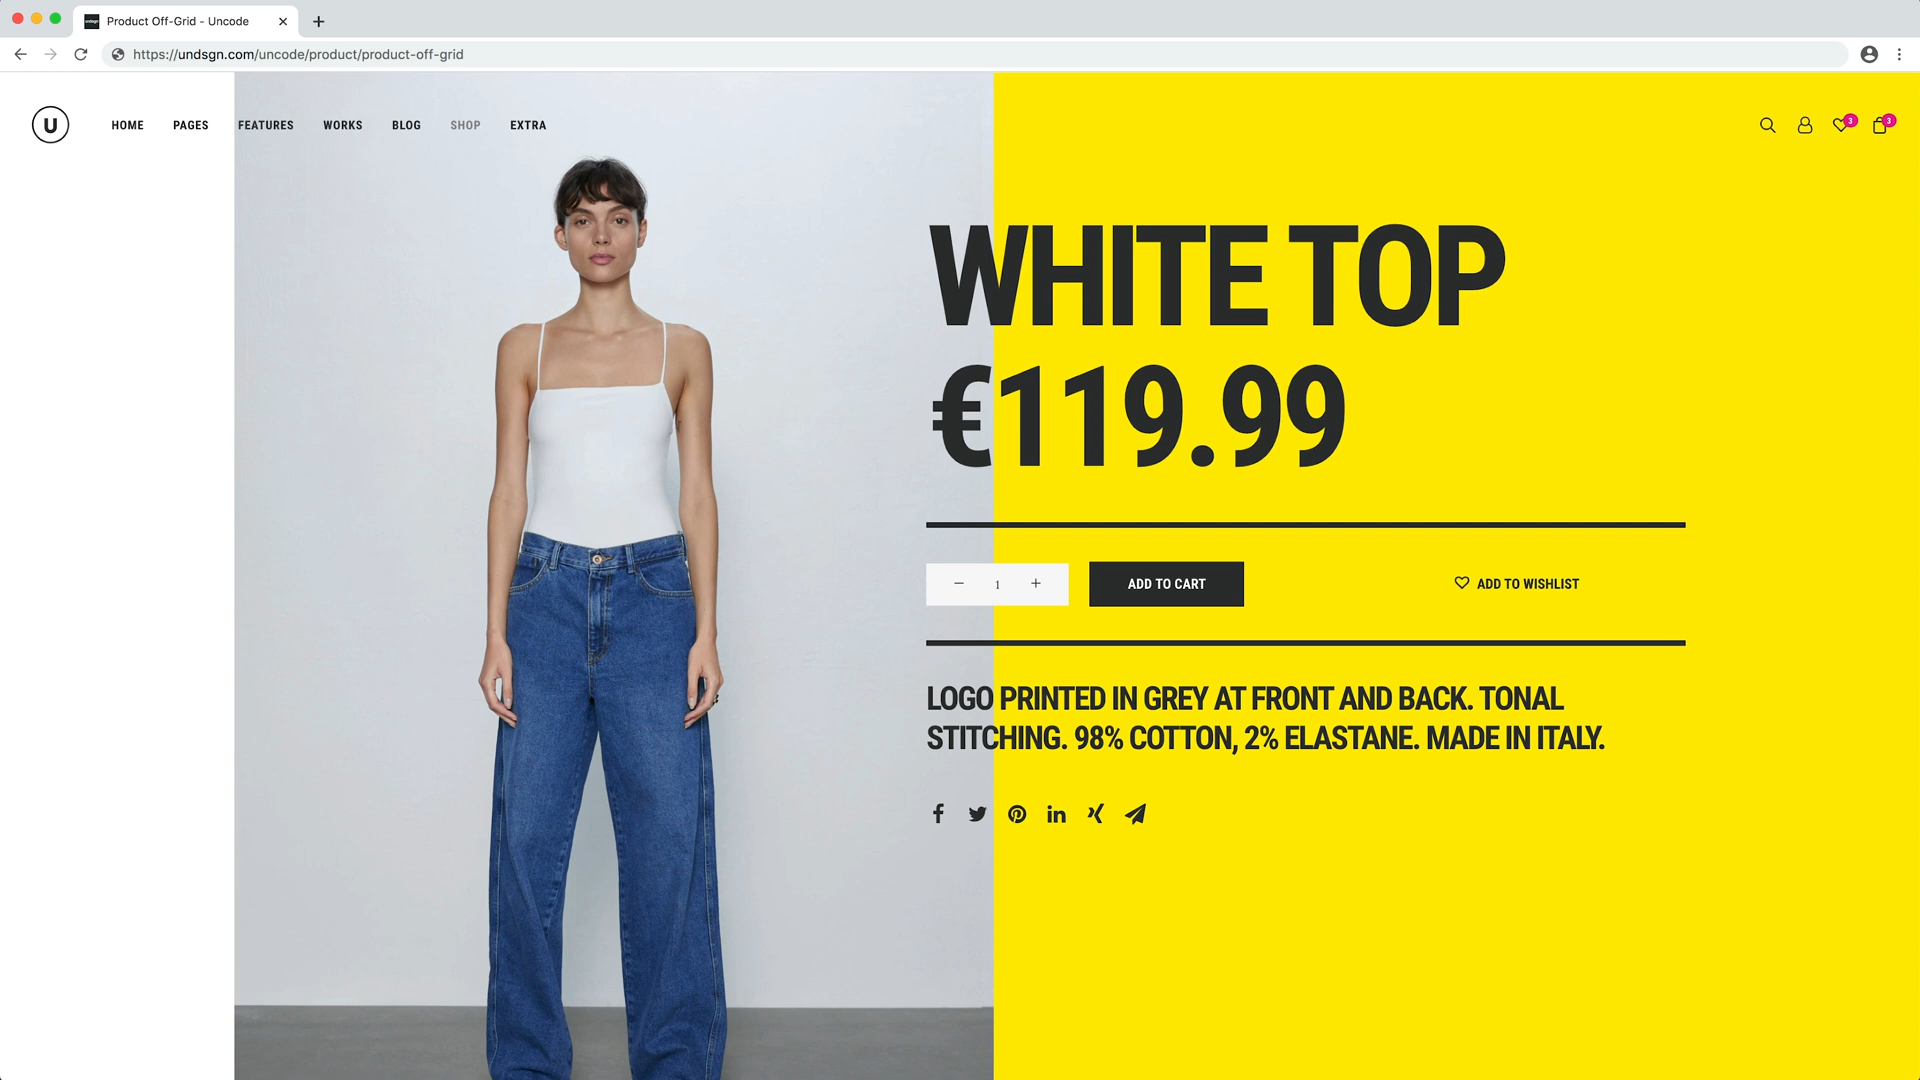 Product Off-Grid - Uncode
https://undsgn.com/uncode/product/product-off-grid
U
HOME
PAGES
FEATURES
WORKS
BLOG
SHOP
EXTRA
3
3
WHITE TOP
€119.99
− 1 +
ADD TO CART
ADD TO WISHLIST
LOGO PRINTED IN GREY AT FRONT AND BACK. TONAL
STITCHING. 98% COTTON, 2% ELASTANE. MADE IN ITALY.